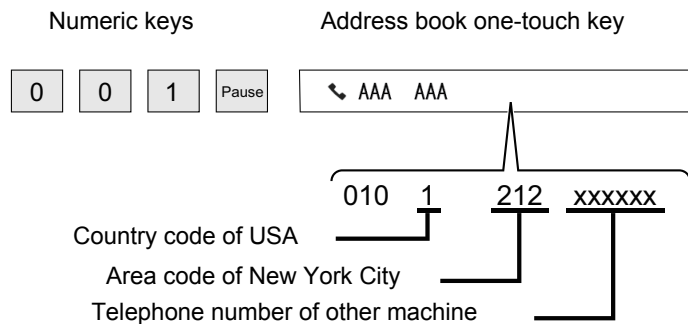 Numeric keys Address book one-touch key
0 0 1 Pause AAA AAA
010 1 212 xxxxxx
Country code of USA
Area code of New York City
Telephone number of other machine